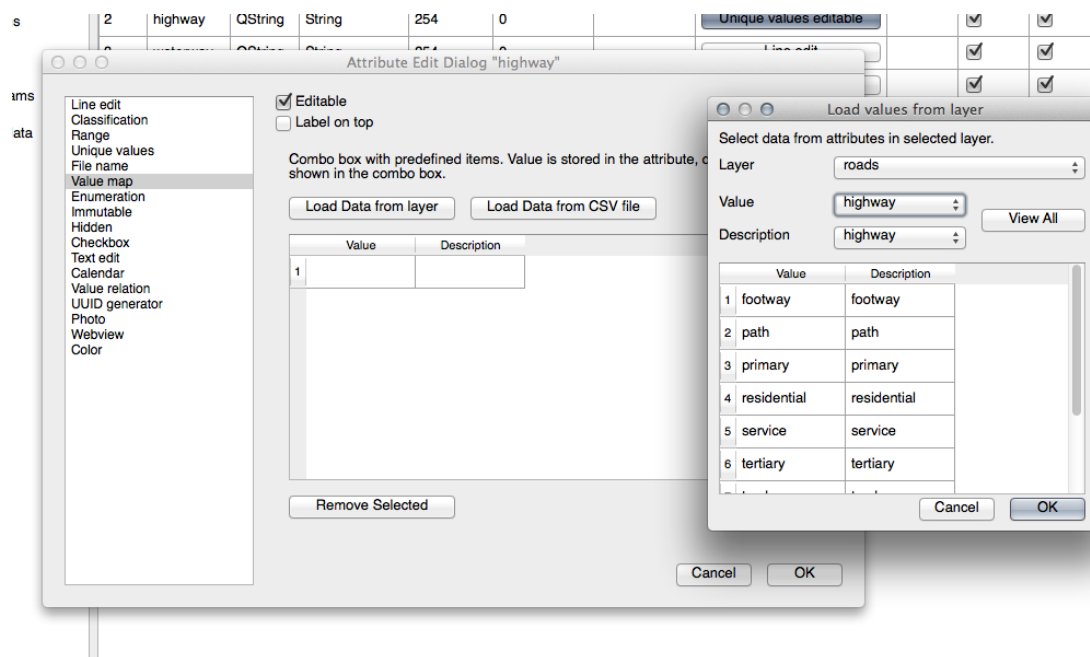 s
2 highway QString String 254 0 Unique values editable
Attribute Edit Dialog "highway"
ams
ata
Line edit
Classification
Range
Unique values
File name
Value map
Enumeration
Immutable
Hidden
Checkbox
Text edit
Calendar
Value relation
UUID generator
Photo
Webview
Color
Editable
Label on top
Combo box with predefined items. Value is stored in the attribute,
shown in the combo box.
Load Data from layer Load Data from CSV file
Value Description
1
Remove Selected
Cancel OK
Load values from layer
Select data from attributes in selected layer.
Layer roads
Value highway
View All
Description highway
Value Description
1 footway footway
2 path path
3 primary primary
4 residential residential
5 service service
6 tertiary tertiary
Cancel OK